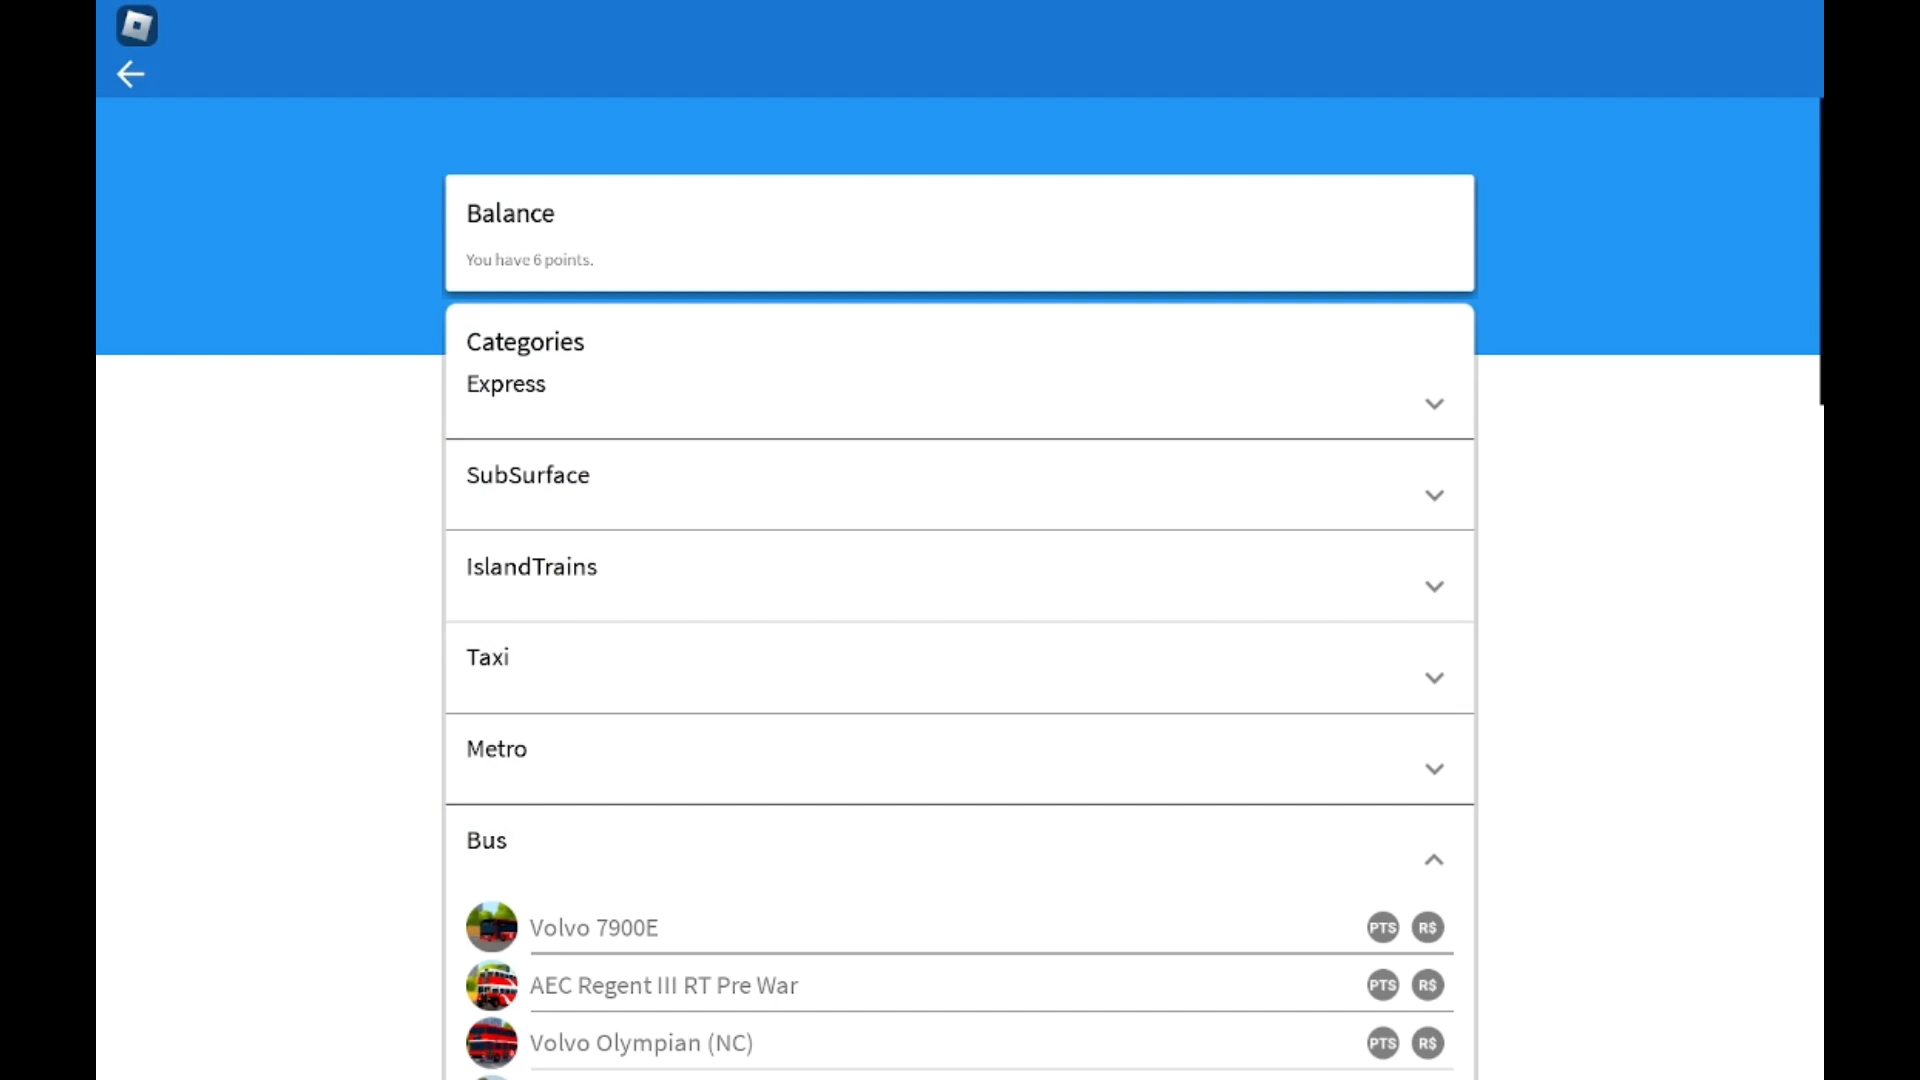 Balance
You have 6 points.
Categories
Express
SubSurface
IslandTrains
Taxi
Metro
Bus
Volvo 7900E PTS R$
AEC Regent III RT Pre War PTS R$
Volvo Olympian (NC) PTS R$